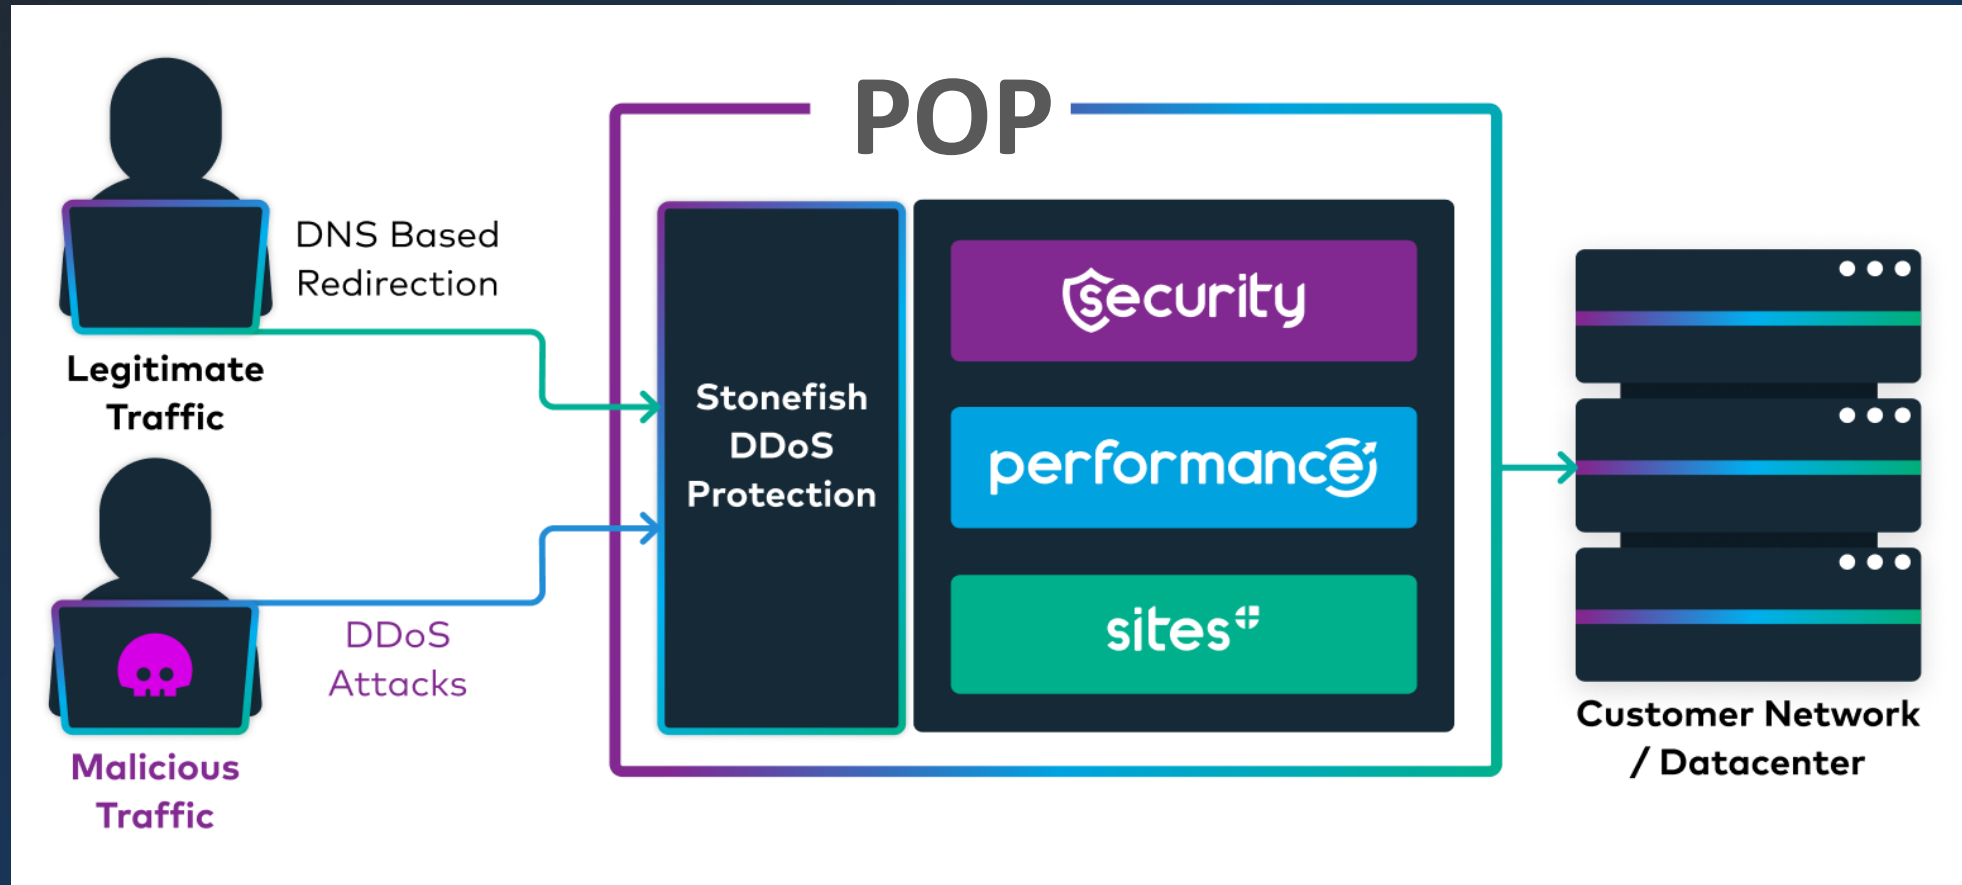 POP
DNS Based
Redirection
Legitimate
Traffic
DDoS
Attacks
Malicious
Traffic
Stonefish
DDoS
Protection
security
performance
sites
Customer Network
/ Datacenter